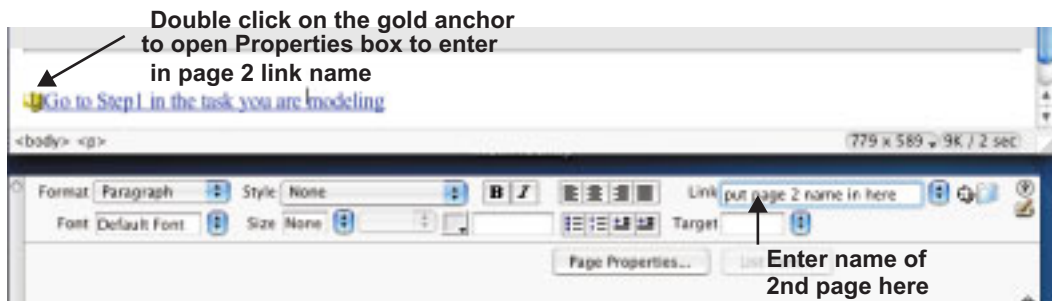 Double click on the gold anchor
to open Properties box to enter
in page 2 link name
Go to Step1 in the task you are modeling
<body> <p>
779 x 589 9K / 2 sec
Format Paragraph Style None B I Link put page 2 name in here
Font Default Font Size None Target
Page Properties...
Enter name of
2nd page here